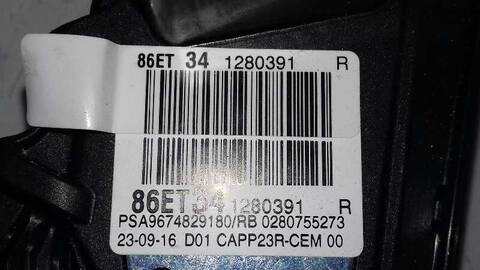 86ET 34 1280391 R
86ET34 1280391 R
PSA9674829180/RB 0280755273
23-09-16 D01 CAPP23R-CEM 00